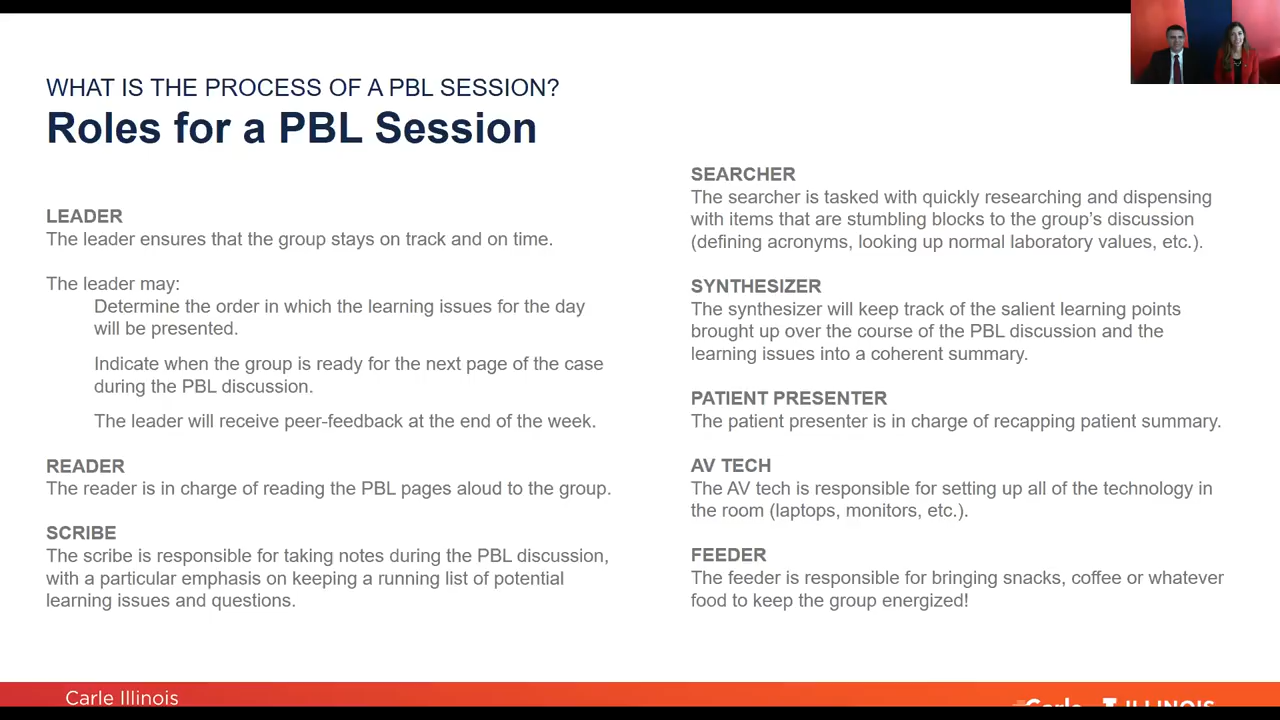 WHAT IS THE PROCESS OF A PBL SESSION?
Roles for a PBL Session
LEADER
The leader ensures that the group stays on track and on time.
The leader may:
Determine the order in which the learning issues for the day
will be presented.
Indicate when the group is ready for the next page of the case
during the PBL discussion.
The leader will receive peer-feedback at the end of the week.
READER
The reader is in charge of reading the PBL pages aloud to the group.
SCRIBE
The scribe is responsible for taking notes during the PBL discussion,
with a particular emphasis on keeping a running list of potential
learning issues and questions.
SEARCHER
The searcher is tasked with quickly researching and dispensing
with items that are stumbling blocks to the group's discussion
(defining acronyms, looking up normal laboratory values, etc.).
SYNTHESIZER
The synthesizer will keep track of the salient learning points
brought up over the course of the PBL discussion and the
learning issues into a coherent summary.
PATIENT PRESENTER
The patient presenter is in charge of recapping patient summary.
AV TECH
The AV tech is responsible for setting up all of the technology in
the room (laptops, monitors, etc.).
FEEDER
The feeder is responsible for bringing snacks, coffee or whatever
food to keep the group energized!
Carle Illinois
Carle I ILLINOIS